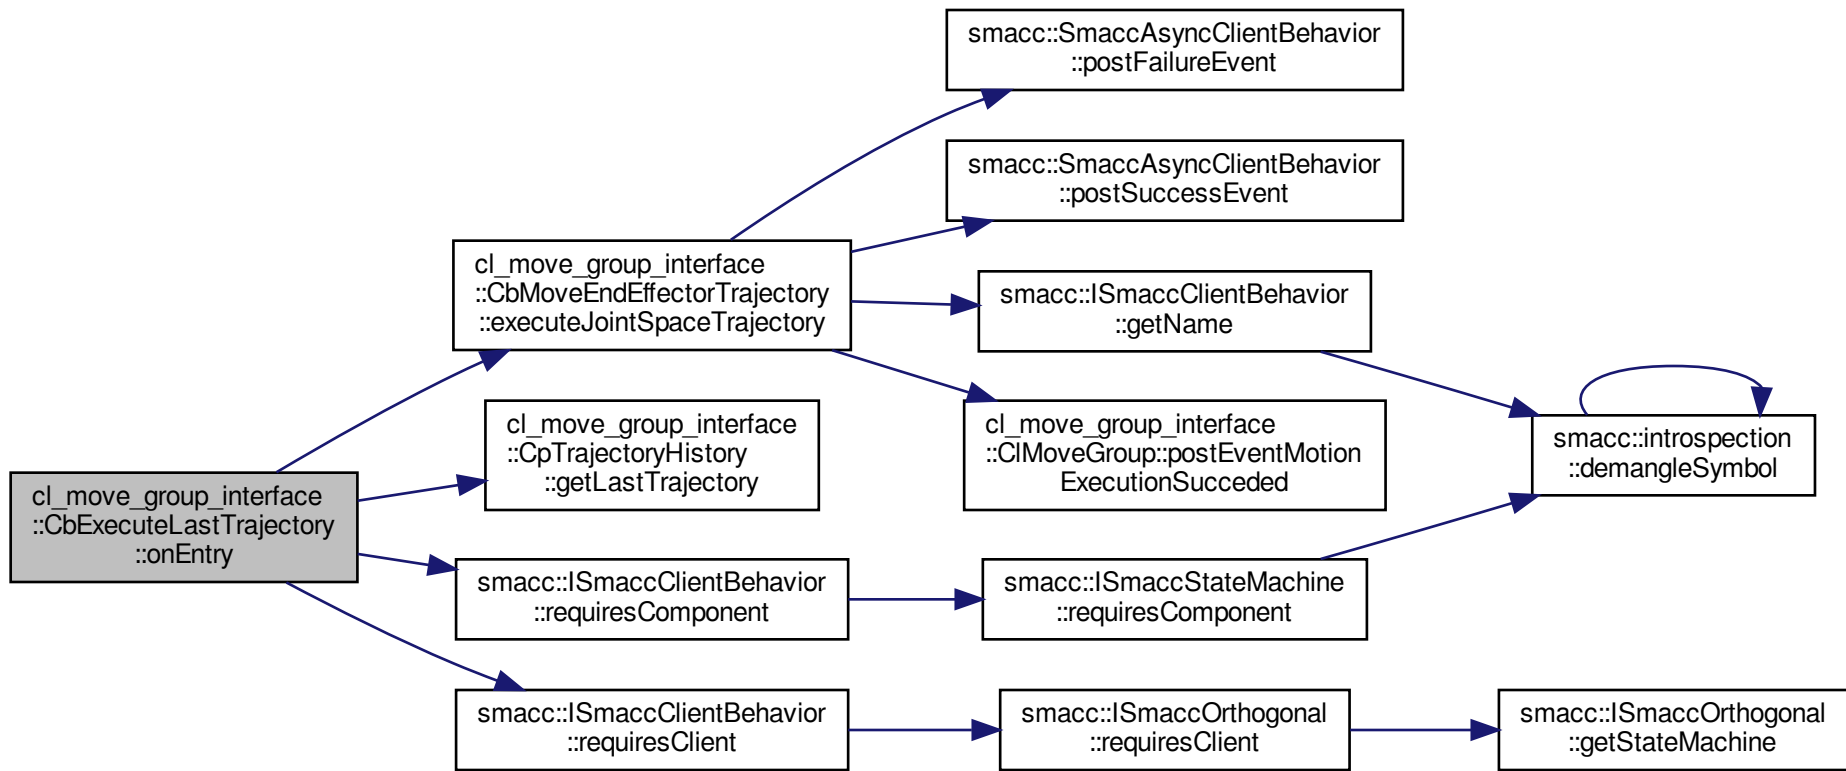 smacc::SmaccAsyncClientBehavior
::postFailureEvent
smacc::SmaccAsyncClientBehavior
::postSuccessEvent
cl_move_group_interface
::CbMoveEndEffectorTrajectory
::executeJointSpaceTrajectory
smacc::ISmaccClientBehavior
::getName
cl_move_group_interface
::CpTrajectoryHistory
::getLastTrajectory
cl_move_group_interface
::ClMoveGroup::postEventMotion
ExecutionSucceded
smacc::introspection
::demangleSymbol
cl_move_group_interface
::CbExecuteLastTrajectory
::onEntry
smacc::ISmaccClientBehavior
::requiresComponent
smacc::ISmaccStateMachine
::requiresComponent
smacc::ISmaccClientBehavior
::requiresClient
smacc::ISmaccOrthogonal
::requiresClient
smacc::ISmaccOrthogonal
::getStateMachine